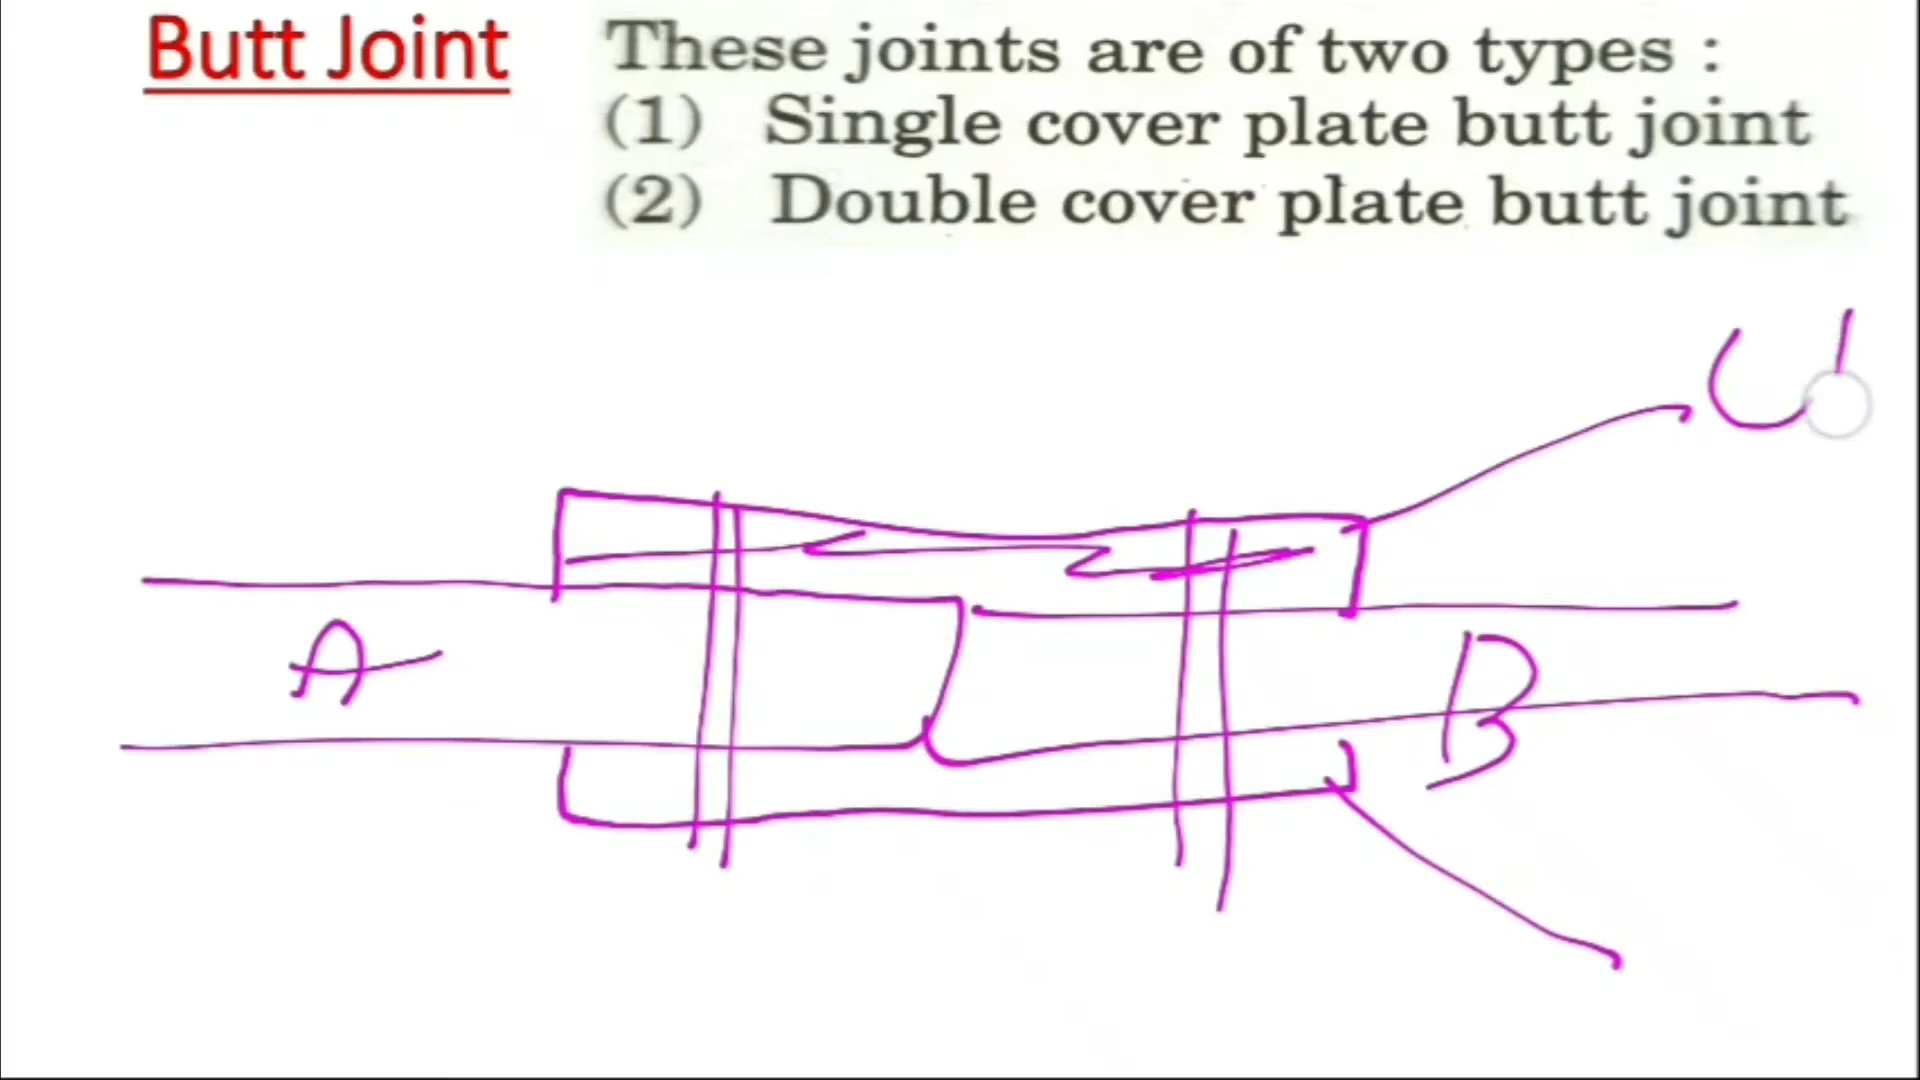 Butt Joint
These joints are of two types :
(1) Single cover plate butt joint
(2) Double cover plate butt joint
A
B